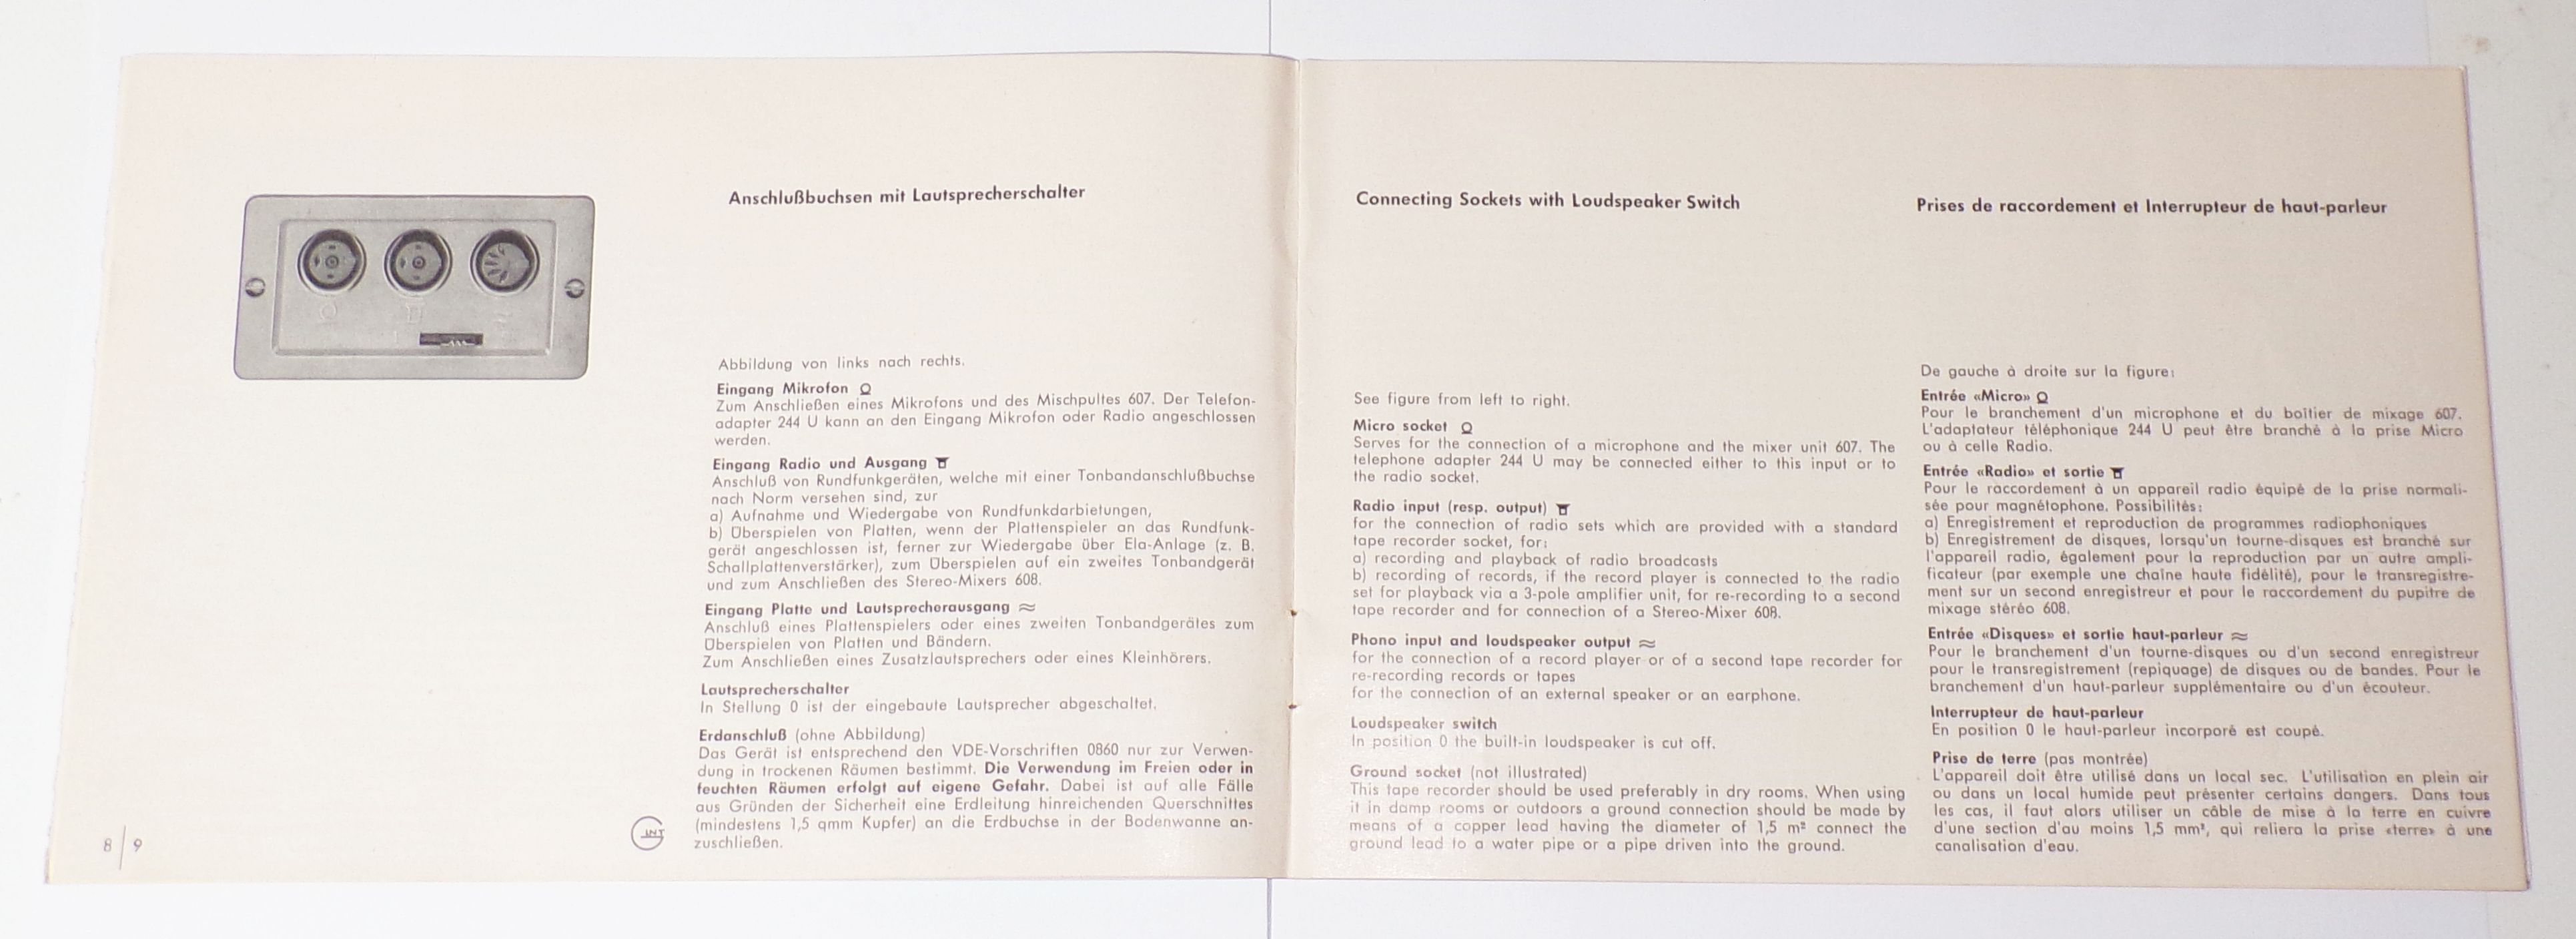 Anschlußbuchsen mit Lautsprecherschalter
Abbildung von links nach rechts.
Eingang Mikrofon
Zum Anschließen eines Mikrofons und des Mischpultes 607. Der Telefon-
adapter 244 U kann an den Eingang Mikrofon oder Radio angeschlossen
werden.
Eingang Radio und Ausgang
Anschluß von Rundfunkgeräten, welche mit einer Tonbandanschlußbuchse
nach Norm versehen sind, zur
a) Aufnahme und Wiedergabe von Rundfunkdarbietungen,
b) Überspielen von Platten, wenn der Plattenspieler an das Rundfunk-
gerät angeschlossen ist, ferner zur Wiedergabe über Ela-Anlage (z. B.
Schallplattenverstärker), zum Überspielen auf ein zweites Tonbandgerät
und zum Anschließen des Stereo-Mixers 608.
Eingang Platte und Lautsprecherausgang ≈
Anschluß eines Plattenspielers oder eines zweiten Tonbandgerätes zum
Überspielen von Platten und Bändern.
Zum Anschließen eines Zusatzlautsprechers oder eines Kleinhörers.
Lautsprecherschalter
In Stellung 0 ist der eingebaute Lautsprecher abgeschaltet.
Erdanschluß (ohne Abbildung)
Das Gerät ist entsprechend den VDE-Vorschriften 0860 nur zur Verwen-
dung in trockenen Räumen bestimmt. Die Verwendung im Freien oder in
feuchten Räumen erfolgt auf eigene Gefahr. Dabei ist auf alle Fälle
aus Gründen der Sicherheit eine Erdleitung hinreichenden Querschnittes
(mindestens 1,5 qmm Kupfer) an die Erdbuchse in der Bodenwanne an-
zuschließen.
8/9
Connecting Sockets with Loudspeaker Switch
See figure from left to right.
Micro socket
Serves for the connection of a microphone and the mixer unit 607. The
telephone adapter 244 U may be connected either to this input or to
the radio socket.
Radio input (resp. output)
for the connection of radio sets which are provided with a standard
tape recorder socket, for:
a) recording and playback of radio broadcasts
b) recording of records, if the record player is connected to the radio
set for playback via a 3-pole amplifier unit, for re-recording to a second
tape recorder and for connection of a Stereo-Mixer 608.
Phono input and loudspeaker output ≈
for the connection of a record player or of a second tape recorder for
re-recording records or tapes
for the connection of an external speaker or an earphone.
Loudspeaker switch
In position 0 the built-in loudspeaker is cut off.
Ground socket (not illustrated)
This tape recorder should be used preferably in dry rooms. When using
it in damp rooms or outdoors a ground connection should be made by
means of a copper lead having the diameter of 1,5 m² connect the
ground lead to a water pipe or a pipe driven into the ground.
Prises de raccordement et Interrupteur de haut-parleur
De gauche à droite sur la figure:
Entrée «Micro»
Pour le branchement d'un microphone et du boîtier de mixage 607.
L'adaptateur téléphonique 244 U peut être branché à la prise Micro
ou à celle Radio.
Entrée «Radio» et sortie
Pour le raccordement à un appareil radio équipé de la prise normali-
sée pour magnétophone. Possibilités:
a) Enregistrement et reproduction de programmes radiophoniques
b) Enregistrement de disques, lorsqu'un tourne-disques est branché sur
l'appareil radio, également pour la reproduction par un autre ampli-
ficateur (par exemple une chaîne haute fidélité), pour le transregistre-
ment sur un second enregistreur et pour le raccordement du pupitre de
mixage stéréo 608.
Entrée «Disques» et sortie haut-parleur ≈
Pour le branchement d'un tourne-disques ou d'un second enregistreur
pour le transregistrement (repiquage) de disques ou de bandes. Pour le
branchement d'un haut-parleur supplémentaire ou d'un écouteur.
Interrupteur de haut-parleur
En position 0 le haut-parleur incorporé est coupé.
Prise de terre (pas montrée)
L'appareil doit être utilisé dans un local sec. L'utilisation en plein air
ou dans un local humide peut présenter certains dangers. Dans tous
les cas, il faut alors utiliser un câble de mise à la terre en cuivre
d'une section d'au moins 1,5 mm², qui reliera la prise «terre» à une
canalisation d'eau.